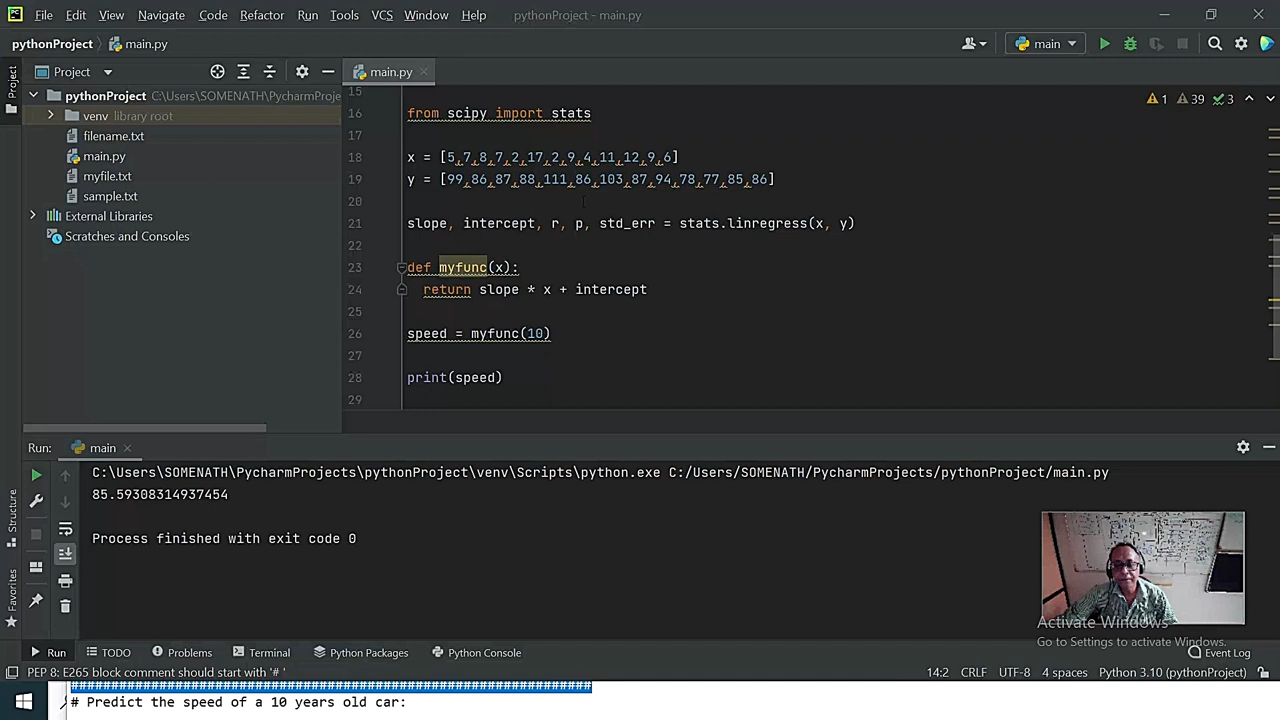 File Edit View Navigate Code Refactor Run Tools VCS Window Help pythonProject - main.py
pythonProject main.py main
Project main.py
Project
pythonProject C:\Users\SOMENATH\PycharmProje
venv library root
filename.txt
main.py
myfile.txt
sample.txt
External Libraries
Scratches and Consoles
1 39 3
15
16 from scipy import stats
17
18 x = [5,7,8,7,2,17,2,9,4,11,12,9,6]
19 y = [99,86,87,88,111,86,103,87,94,78,77,85,86]
20
21 slope, intercept, r, p, std_err = stats.linregress(x, y)
22
23 def myfunc(x):
24 return slope * x + intercept
25
26 speed = myfunc(10)
27
28 print(speed)
29
Run: main
C:\Users\SOMENATH\PycharmProjects\pythonProject\venv\Scripts\python.exe C:/Users/SOMENATH/PycharmProjects/pythonProject/main.py
85.59308314937454
Process finished with exit code 0
Structure
Favorites
Activate Windows
Go to Settings to activate Windows.
Run TODO Problems Terminal Python Packages Python Console Event Log
PEP 8: E265 block comment should start with '# ' 14:2 CRLF UTF-8 4 spaces Python 3.10 (pythonProject)
# Predict the speed of a 10 years old car: